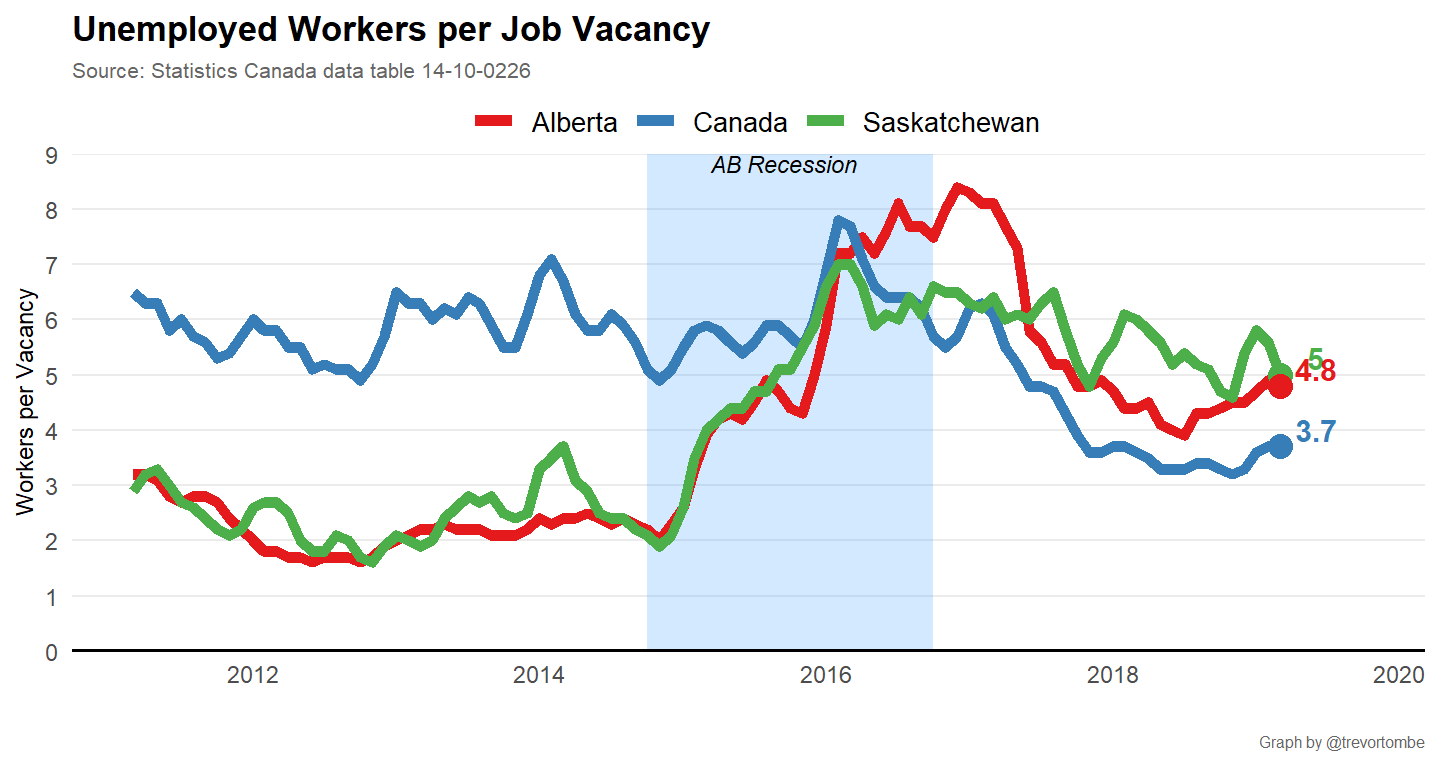 Unemployed Workers per Job Vacancy
Source: Statistics Canada data table 14-10-0226
Alberta Canada Saskatchewan
AB Recession
Workers per Vacancy
9
8
7
6
5
4
3
2
1
0
5
4.8
3.7
2012 2014 2016 2018 2020
Graph by @trevortombe